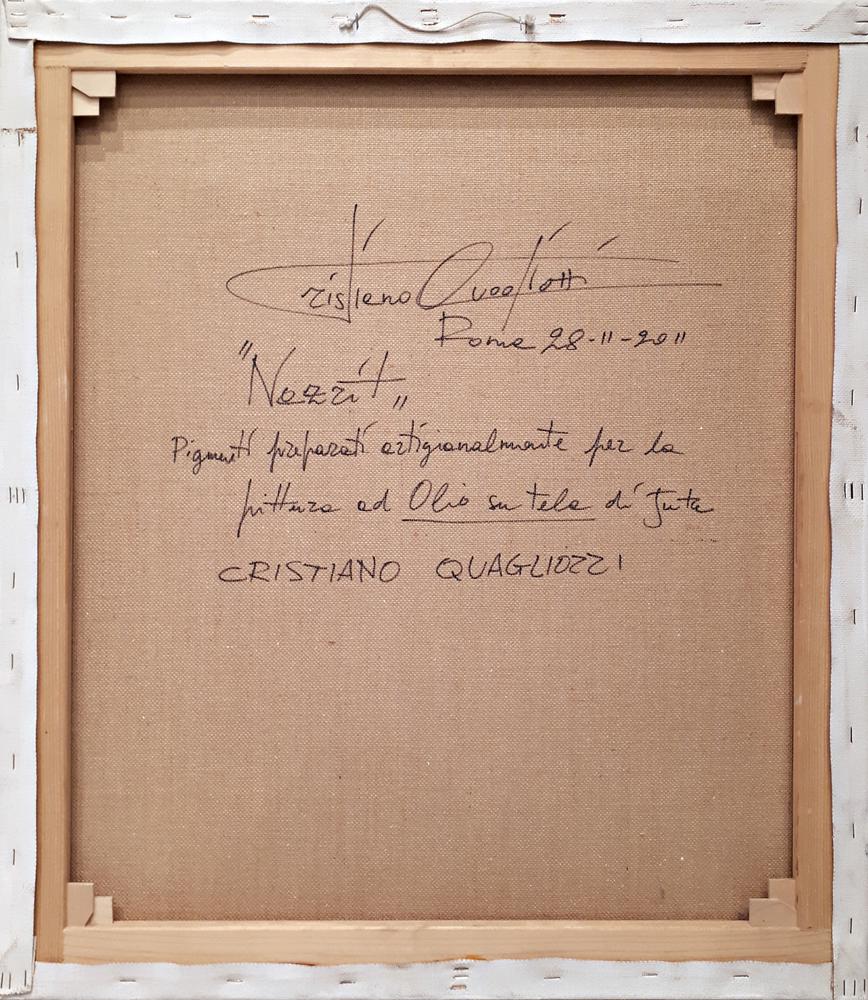 Cristiano Quagliozzi
Roma 28-11-2011
"Nazrit"
Pigmenti preparati artigianalmente per la
pittura ad Olio su tela di Juta
CRISTIANO QUAGLIOZZI